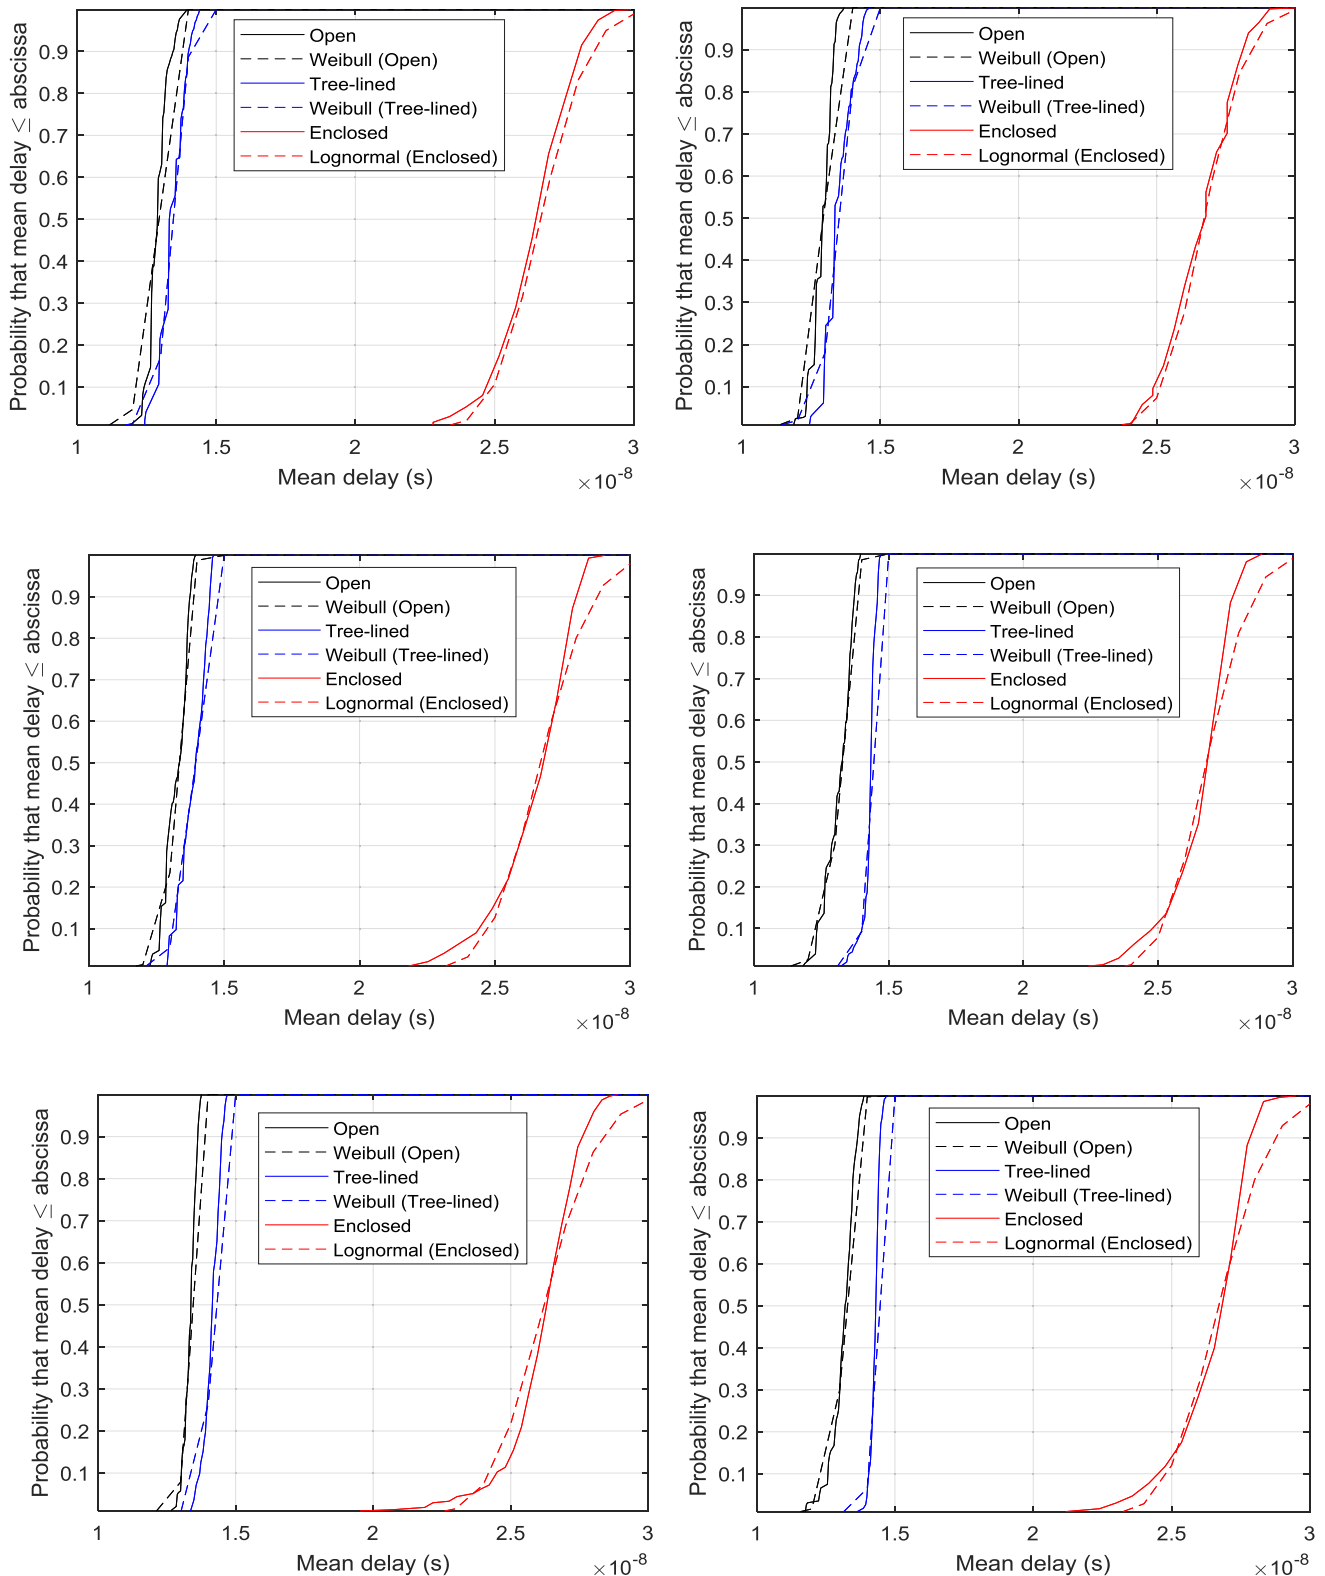 Probability that mean delay ≤ abscissa
0.9
0.8
0.7
0.6
0.5
0.4
0.3
0.2
0.1
Open
Weibull (Open)
Tree-lined
Weibull (Tree-lined)
Enclosed
Lognormal (Enclosed)
1
1.5
2
2.5
3
Mean delay (s)
×10-8
Probability that mean delay ≤ abscissa
0.9
0.8
0.7
0.6
0.5
0.4
0.3
0.2
0.1
Open
Weibull (Open)
Tree-lined
Weibull (Tree-lined)
Enclosed
Lognormal (Enclosed)
1
1.5
2
2.5
3
Mean delay (s)
×10-8
Probability that mean delay ≤ abscissa
0.9
0.8
0.7
0.6
0.5
0.4
0.3
0.2
0.1
Open
Weibull (Open)
Tree-lined
Weibull (Tree-lined)
Enclosed
Lognormal (Enclosed)
1
1.5
2
2.5
3
Mean delay (s)
×10-8
Probability that mean delay ≤ abscissa
0.9
0.8
0.7
0.6
0.5
0.4
0.3
0.2
0.1
Open
Weibull (Open)
Tree-lined
Weibull (Tree-lined)
Enclosed
Lognormal (Enclosed)
1
1.5
2
2.5
3
Mean delay (s)
×10-8
Probability that mean delay ≤ abscissa
0.9
0.8
0.7
0.6
0.5
0.4
0.3
0.2
0.1
Open
Weibull (Open)
Tree-lined
Weibull (Tree-lined)
Enclosed
Lognormal (Enclosed)
1
1.5
2
2.5
3
Mean delay (s)
×10-8
Probability that mean delay ≤ abscissa
0.9
0.8
0.7
0.6
0.5
0.4
0.3
0.2
0.1
Open
Weibull (Open)
Tree-lined
Weibull (Tree-lined)
Enclosed
Lognormal (Enclosed)
1
1.5
2
2.5
3
Mean delay (s)
×10-8